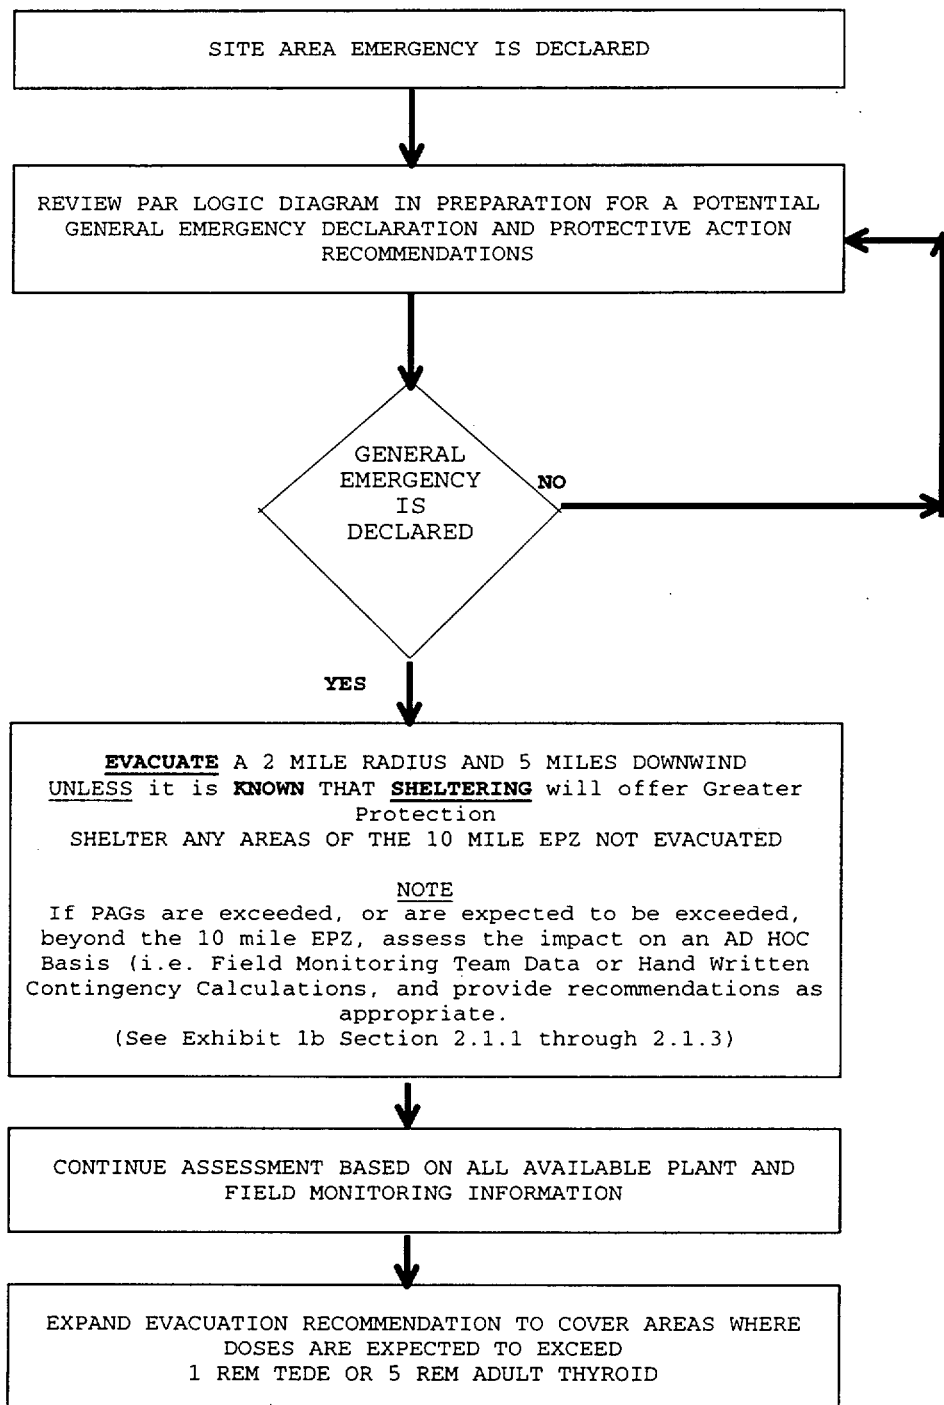 SITE AREA EMERGENCY IS DECLARED
REVIEW PAR LOGIC DIAGRAM IN PREPARATION FOR A POTENTIAL
GENERAL EMERGENCY DECLARATION AND PROTECTIVE ACTION
RECOMMENDATIONS
GENERAL
EMERGENCY
IS
DECLARED
NO
YES
EVACUATE A 2 MILE RADIUS AND 5 MILES DOWNWIND
UNLESS it is KNOWN THAT SHELTERING will offer Greater
Protection
SHELTER ANY AREAS OF THE 10 MILE EPZ NOT EVACUATED
NOTE
If PAGs are exceeded, or are expected to be exceeded,
beyond the 10 mile EPZ, assess the impact on an AD HOC
Basis (i.e. Field Monitoring Team Data or Hand Written
Contingency Calculations, and provide recommendations as
appropriate.
(See Exhibit 1b Section 2.1.1 through 2.1.3)
CONTINUE ASSESSMENT BASED ON ALL AVAILABLE PLANT AND
FIELD MONITORING INFORMATION
EXPAND EVACUATION RECOMMENDATION TO COVER AREAS WHERE
DOSES ARE EXPECTED TO EXCEED
1 REM TEDE OR 5 REM ADULT THYROID